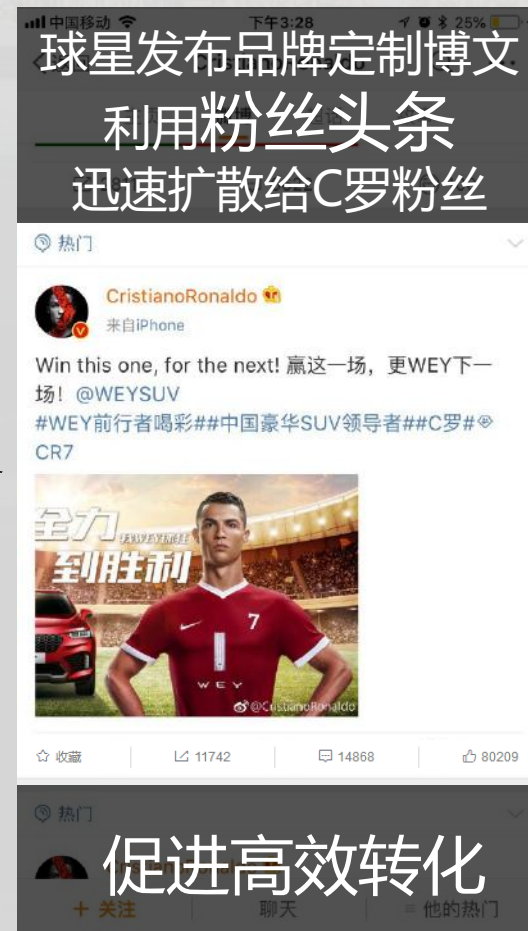 中国移动 下午3:28 25%
球星发布品牌定制博文
利用粉丝头条
迅速扩散给C罗粉丝
热门
CristianoRonaldo
来自iPhone
Win this one, for the next! 赢这一场，更WEY下一
场！@WEYSUV
#WEY前行者喝彩##中国豪华SUV领导者##C罗#
CR7
全力
到胜利
7
WEY
@CristianoRonaldo
收藏 11742 14868 80209
热门
促进高效转化
+ 关注 聊天 他的热门